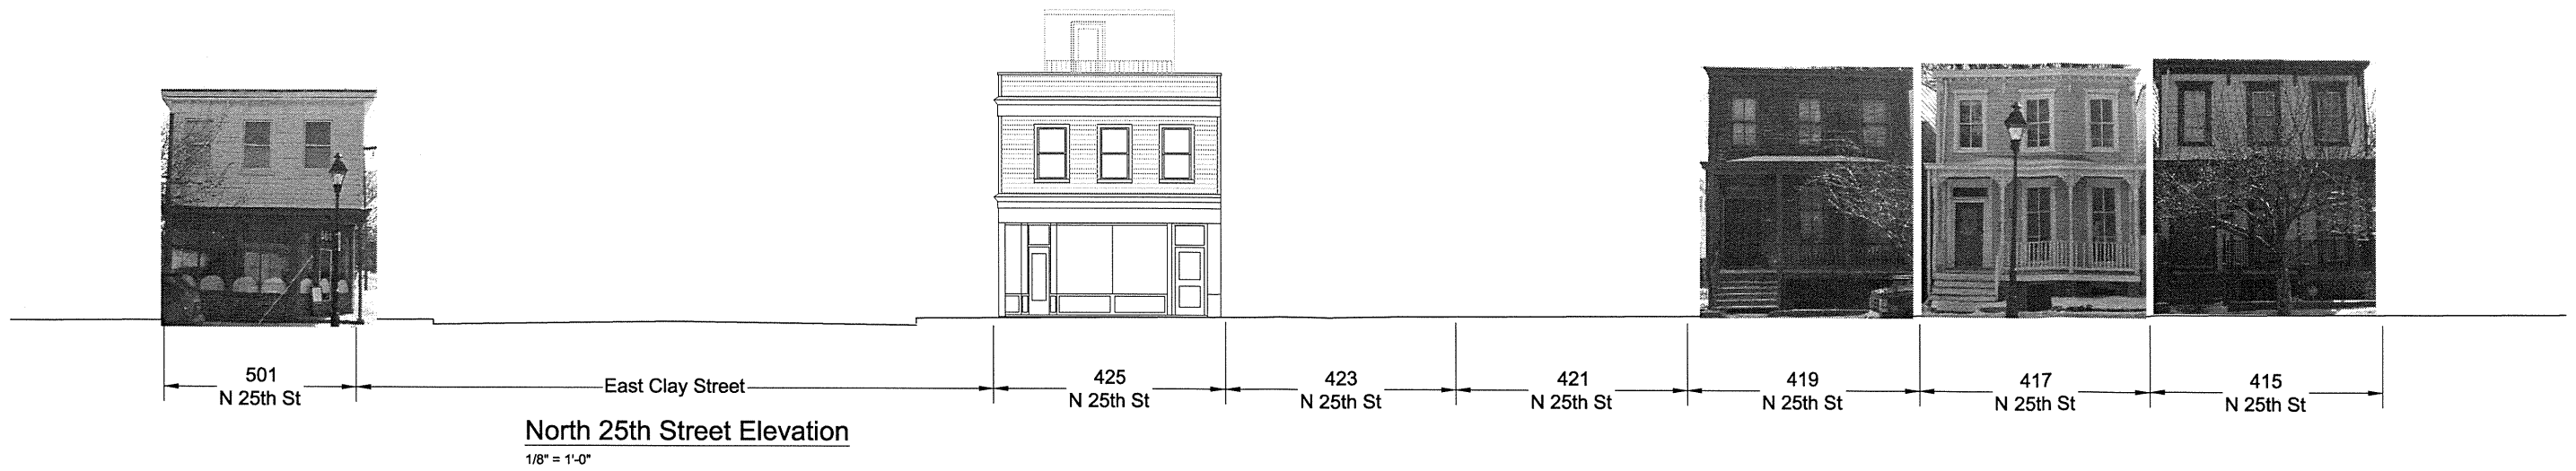 501
N 25th St
East Clay Street
425
N 25th St
423
N 25th St
421
N 25th St
419
N 25th St
417
N 25th St
415
N 25th St
North 25th Street Elevation
1/8" = 1'-0"